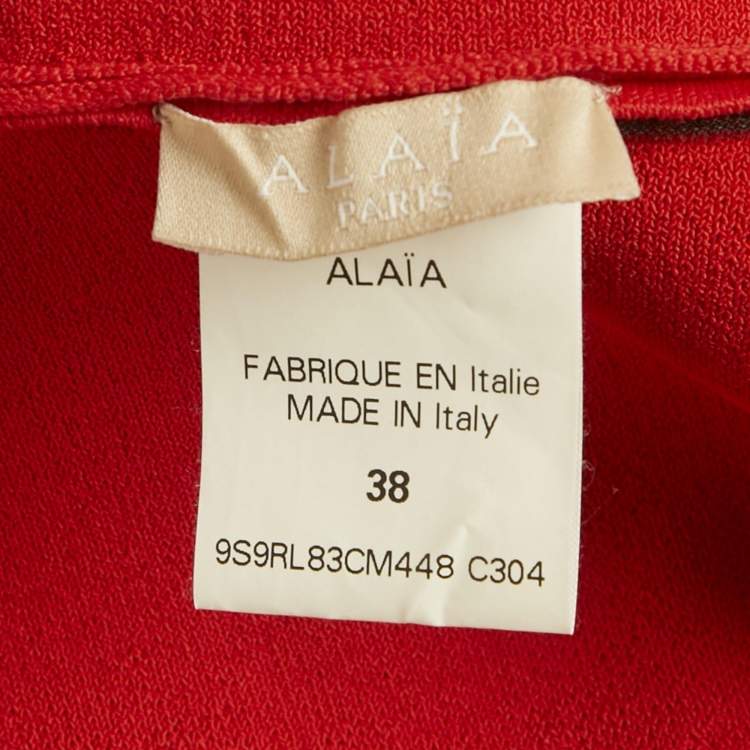 ALAÏA
PARIS
ALAÏA
FABRIQUE EN Italie
MADE IN Italy
38
9S9RL83CM448 C304